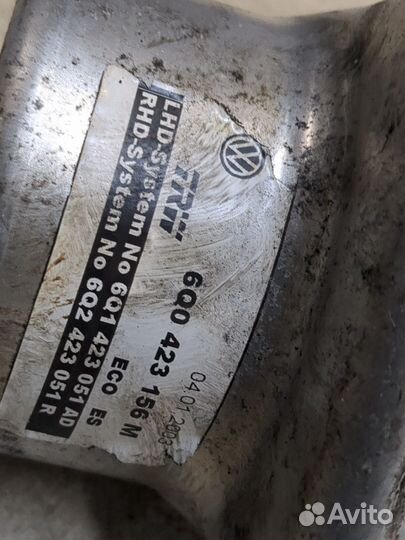 TRW
6Q0 423 156 M
04.01.2003
ECO ES
LHD-System No 6Q1 423 051 AD
RHD-System No 6Q2 423 051 R
Avito